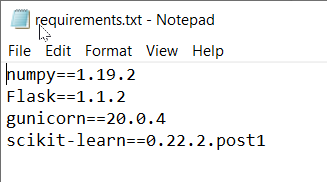 requirements.txt - Notepad
File Edit Format View Help
numpy==1.19.2
Flask==1.1.2
gunicorn==20.0.4
scikit-learn==0.22.2.post1